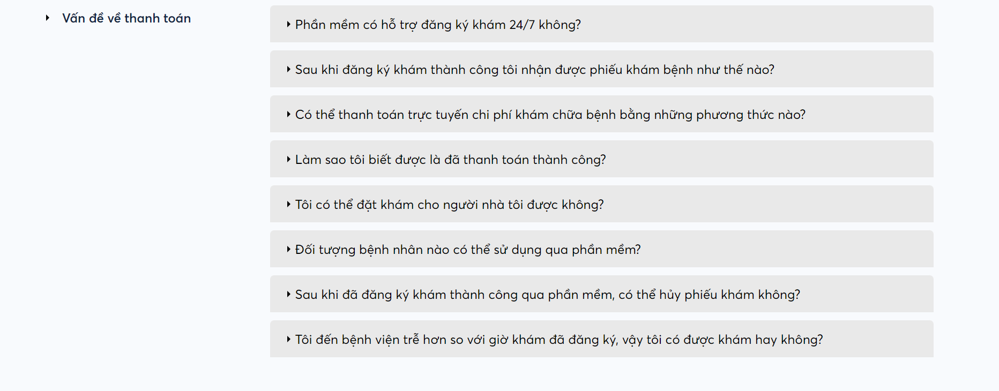 Vấn đề về thanh toán
Phần mềm có hỗ trợ đăng ký khám 24/7 không?
Sau khi đăng ký khám thành công tôi nhận được phiếu khám bệnh như thế nào?
Có thể thanh toán trực tuyến chi phí khám chữa bệnh bằng những phương thức nào?
Làm sao tôi biết được là đã thanh toán thành công?
Tôi có thể đặt khám cho người nhà tôi được không?
Đối tượng bệnh nhân nào có thể sử dụng qua phần mềm?
Sau khi đã đăng ký khám thành công qua phần mềm, có thể hủy phiếu khám không?
Tôi đến bệnh viện trễ hơn so với giờ khám đã đăng ký, vậy tôi có được khám hay không?